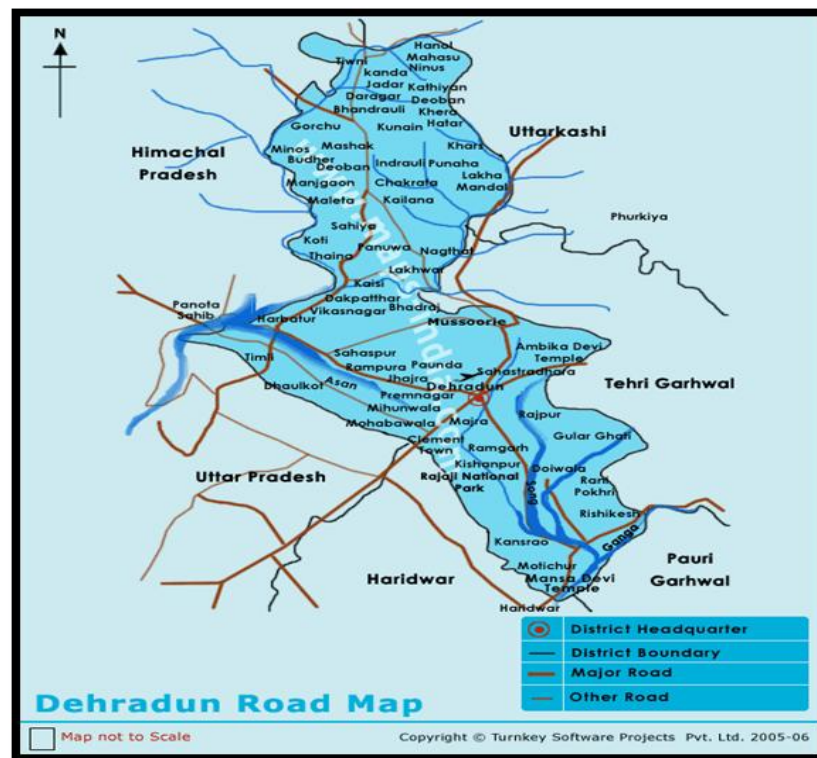 N
Hanol
Mahasu
Tiwni
Ninus
kanda
Jadar
Kathiyan
Daragar
Deoban
Bhandrauli
Khera
Hatar
Gorchu
Kunain
Uttarkashi
Himachal
Pradesh
Minos
Mashak
Khars
Budher
Deoban
Indrauli
Punaha
Lakha
Mandal
Manjgaon
Chakrata
Maleta
Kailana
Phurkiya
Sahiya
Koti
Panuwa
Nagthat
Thaina
Lakhwar
Kaisi
Panota
Sahib
Dakpatthar
Harbatur
Vikasnagar
Bhadraj
Mussoorie
Ambika Devi
Temple
Timli
Sahaspur
Rampura
Paunda
Sahastradhara
Jhajra
Dehradun
Tehri Garhwal
Dhaulkot
Asan
Premnagar
Mihunwala
Rajpur
Mohabawala
Majra
Clement
Town
Ramgarh
Gular Ghati
Kishanpur
Doiwala
Uttar Pradesh
Rajaji National
Park
Song
Rani
Pokhri
Rishikesh
Kansrao
Ganga
Motichur
Pauri
Garhwal
Haridwar
Mansa Devi
Temple
Haridwar
www.mapsofindia.com
District Headquarter
District Boundary
Major Road
Other Road
Dehradun Road Map
Map not to Scale
Copyright © Turnkey Software Projects Pvt. Ltd. 2005-06